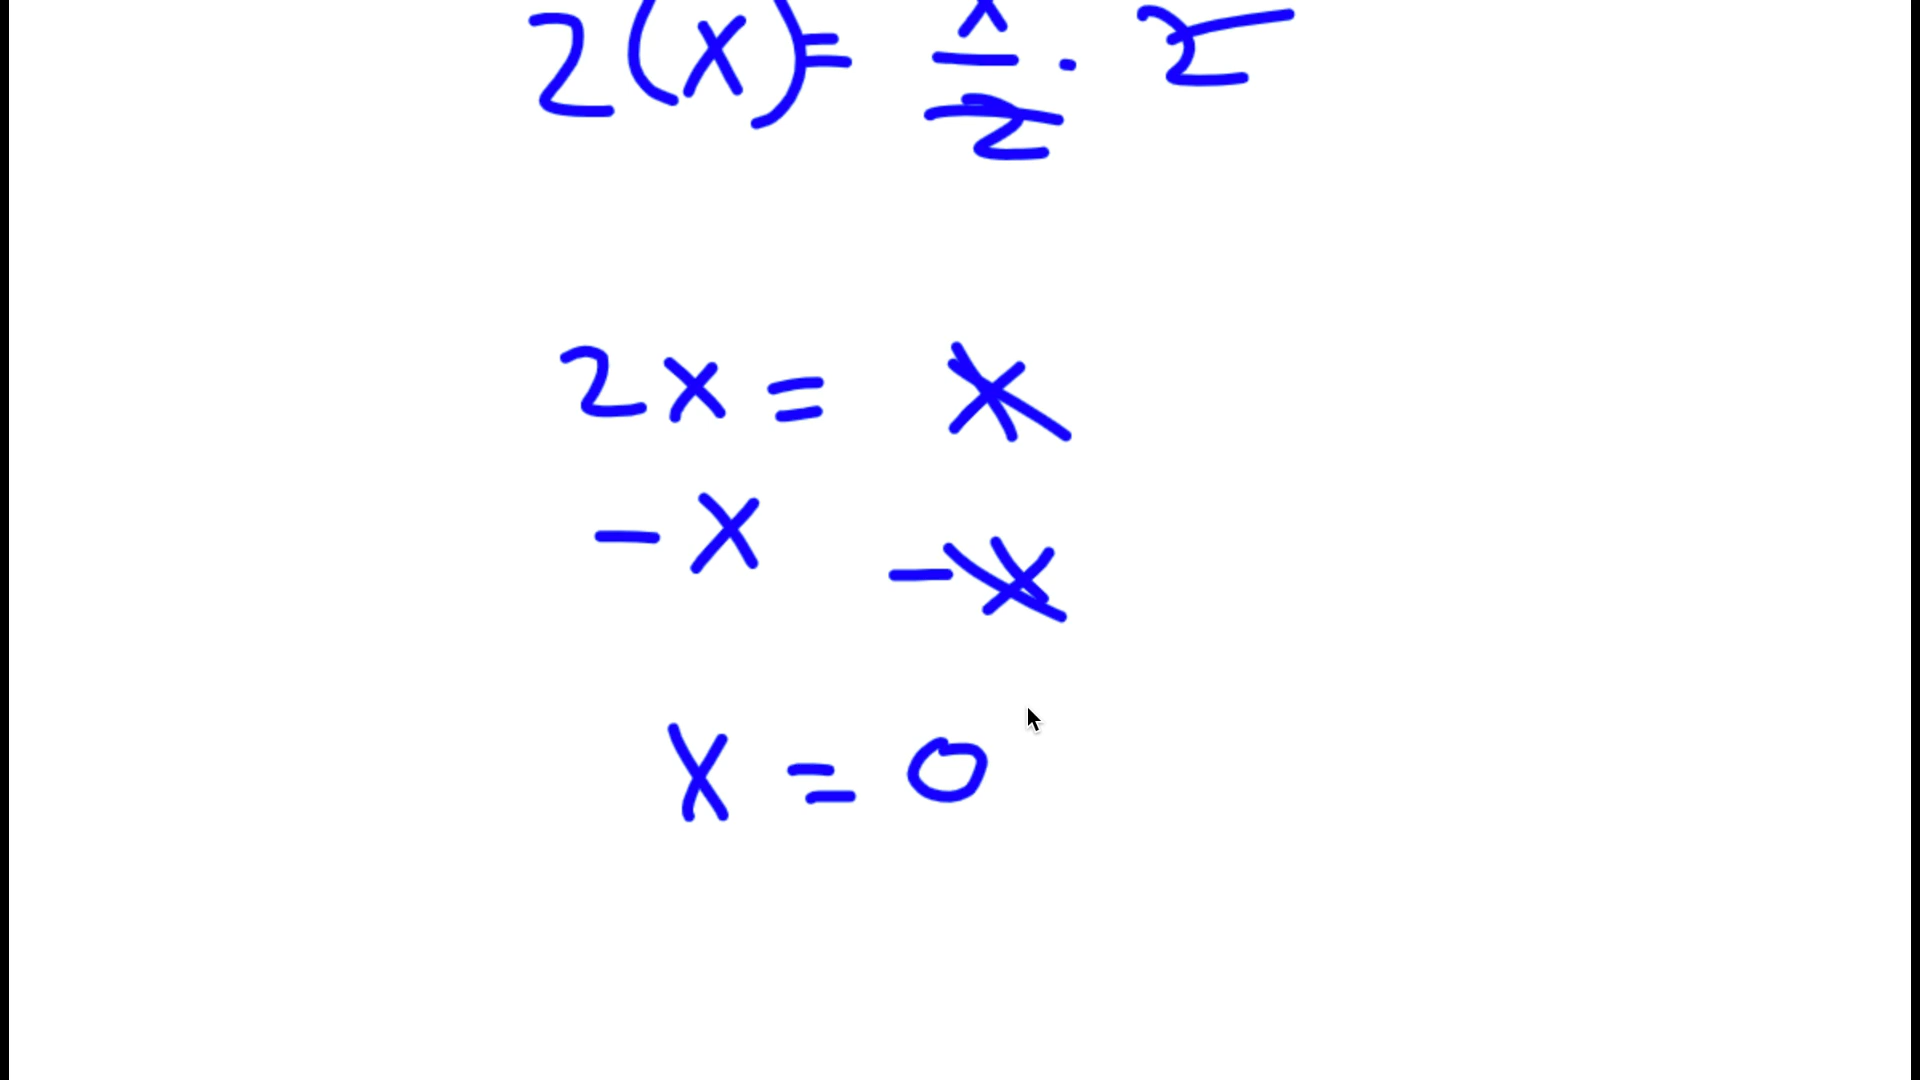 2(x) = x/2 · 2
2x = x
-x -x
x = 0